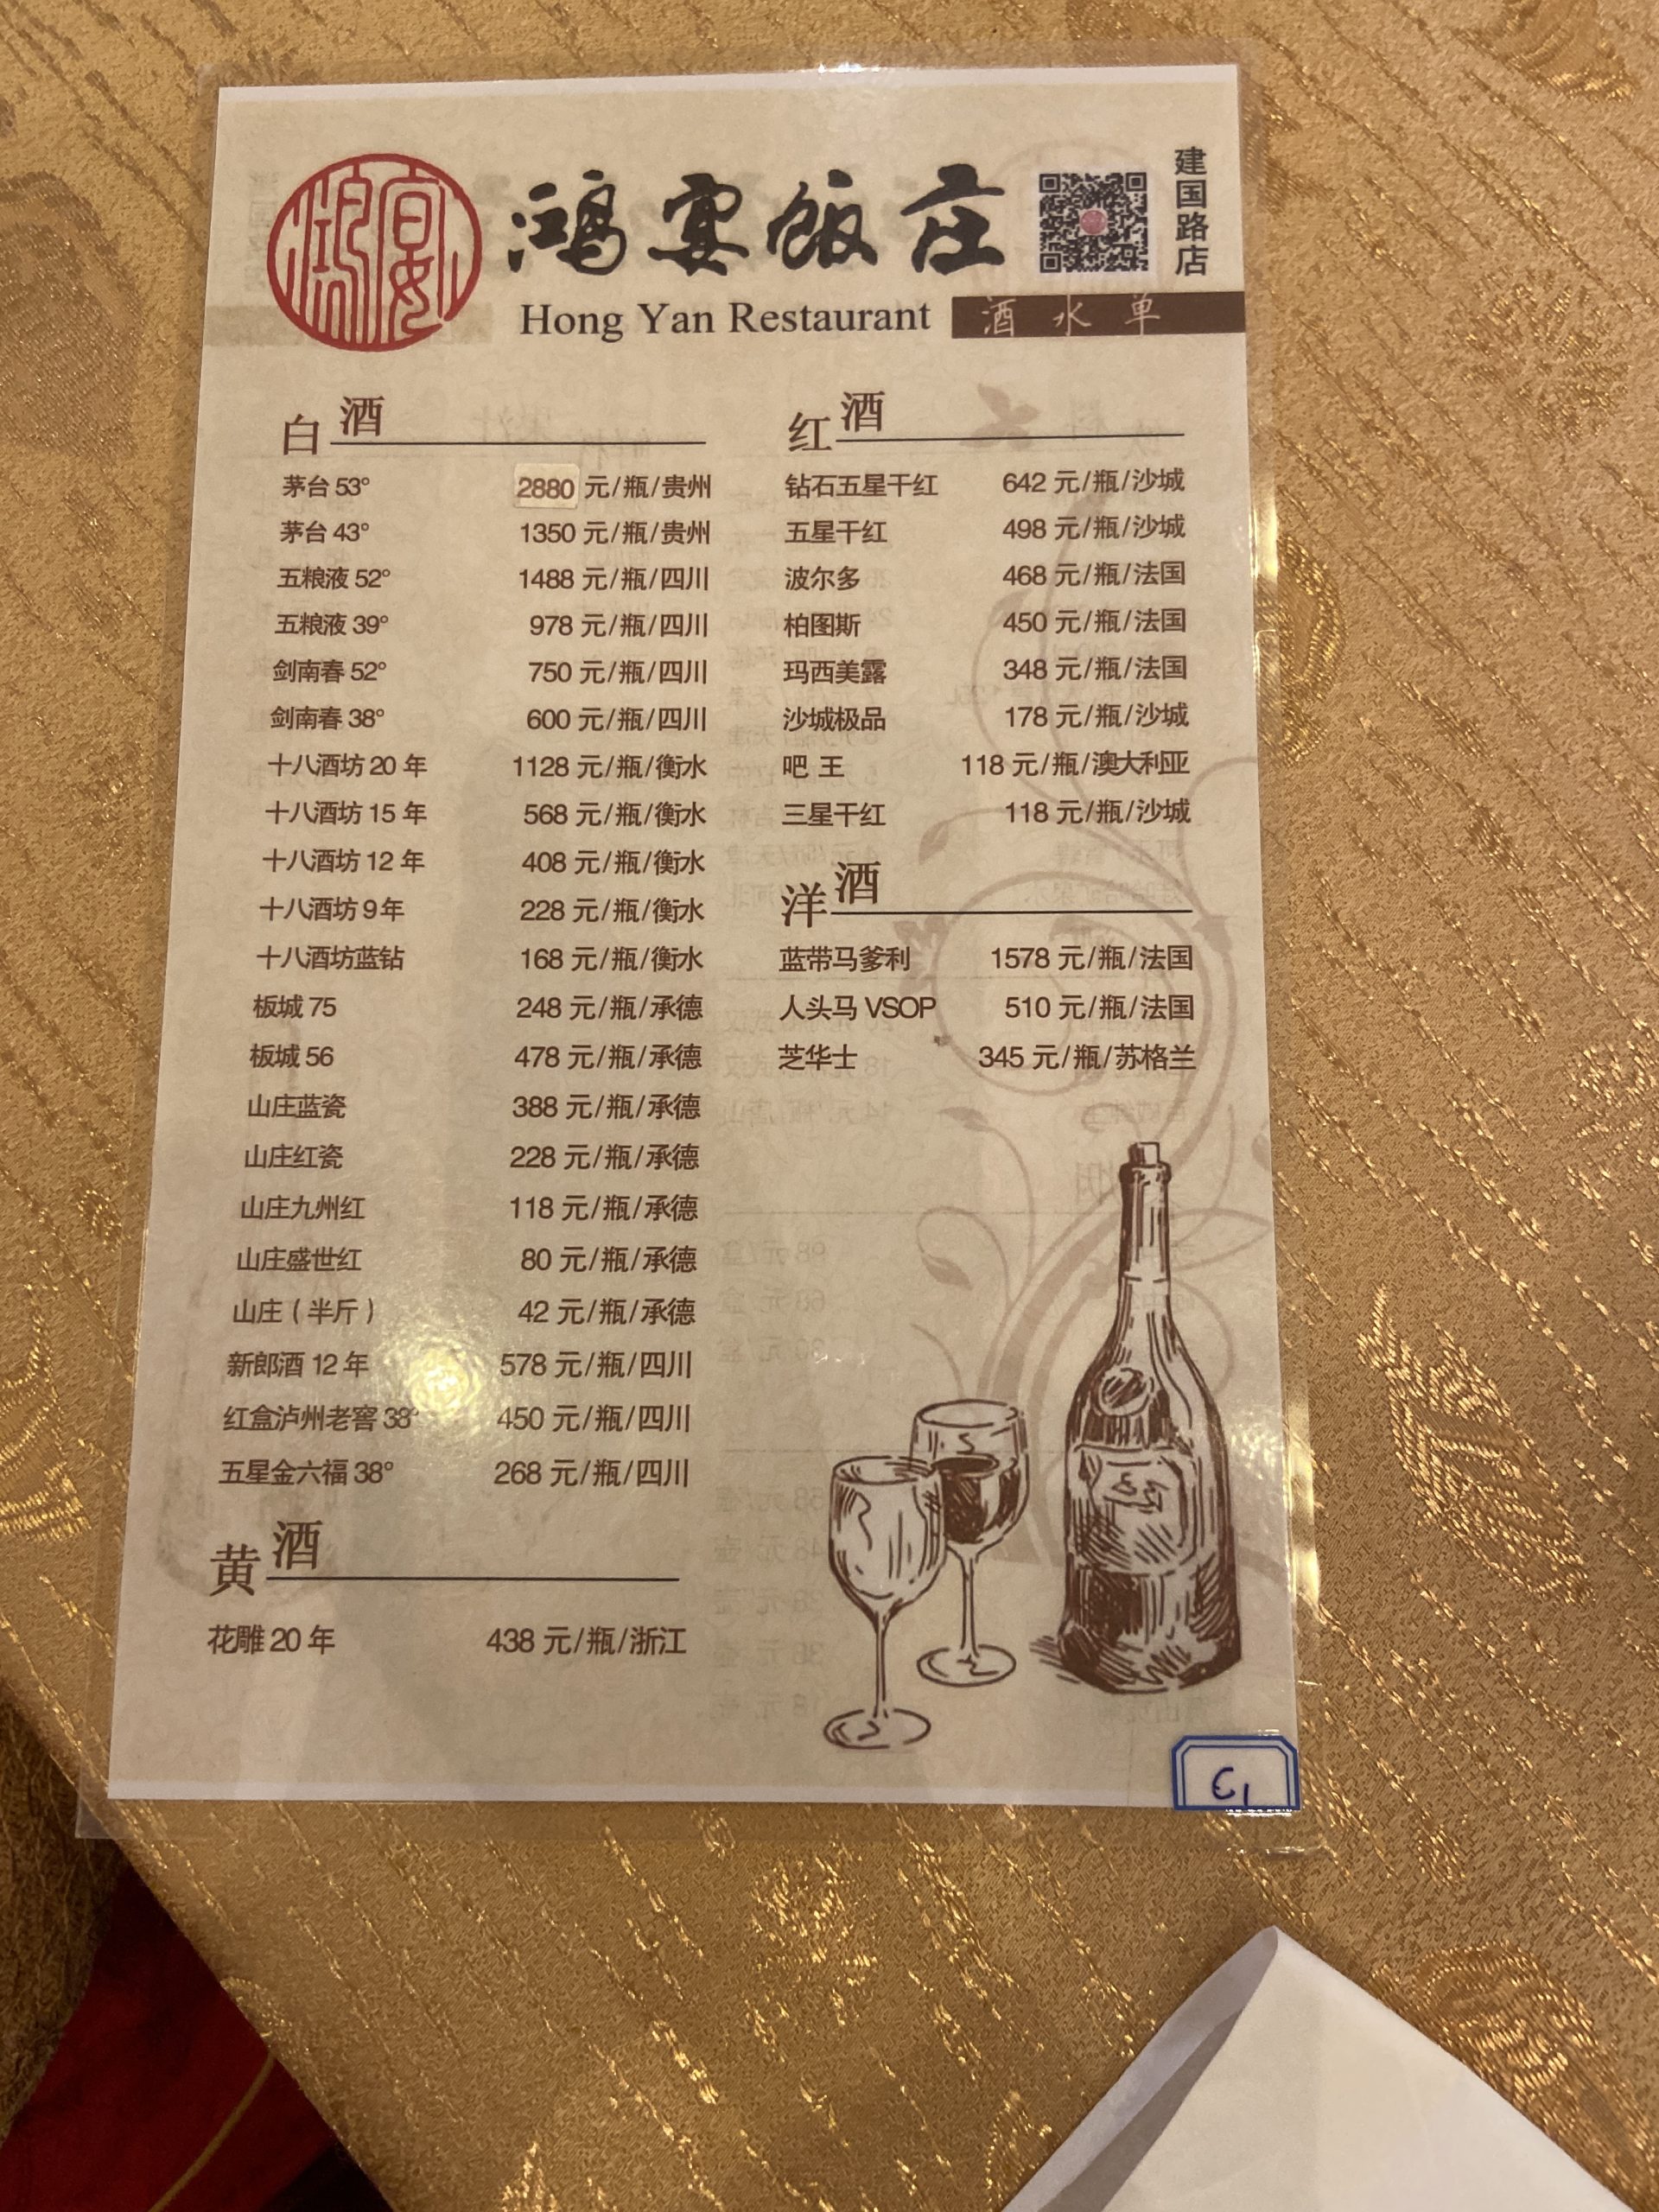 鸿宴
鸿宴饭庄
建国路店
Hong Yan Restaurant
酒水单
白酒
茅台 53° 2880 元/瓶/贵州
茅台 43° 1350 元/瓶/贵州
五粮液 52° 1488 元/瓶/四川
五粮液 39° 978 元/瓶/四川
剑南春 52° 750 元/瓶/四川
剑南春 38° 600 元/瓶/四川
十八酒坊 20 年 1128 元/瓶/衡水
十八酒坊 15 年 568 元/瓶/衡水
十八酒坊 12 年 408 元/瓶/衡水
十八酒坊 9 年 228 元/瓶/衡水
十八酒坊蓝钻 168 元/瓶/衡水
板城 75 248 元/瓶/承德
板城 56 478 元/瓶/承德
山庄蓝瓷 388 元/瓶/承德
山庄红瓷 228 元/瓶/承德
山庄九州红 118 元/瓶/承德
山庄盛世红 80 元/瓶/承德
山庄（半斤） 42 元/瓶/承德
新郎酒 12 年 578 元/瓶/四川
红盒泸州老窖 38° 450 元/瓶/四川
五星金六福 38° 268 元/瓶/四川
黄酒
花雕 20 年 438 元/瓶/浙江
红酒
钻石五星干红 642 元/瓶/沙城
五星干红 498 元/瓶/沙城
波尔多 468 元/瓶/法国
柏图斯 450 元/瓶/法国
玛西美露 348 元/瓶/法国
沙城极品 178 元/瓶/沙城
吧 王 118 元/瓶/澳大利亚
三星干红 118 元/瓶/沙城
洋酒
蓝带马爹利 1578 元/瓶/法国
人头马 VSOP 510 元/瓶/法国
芝华士 345 元/瓶/苏格兰